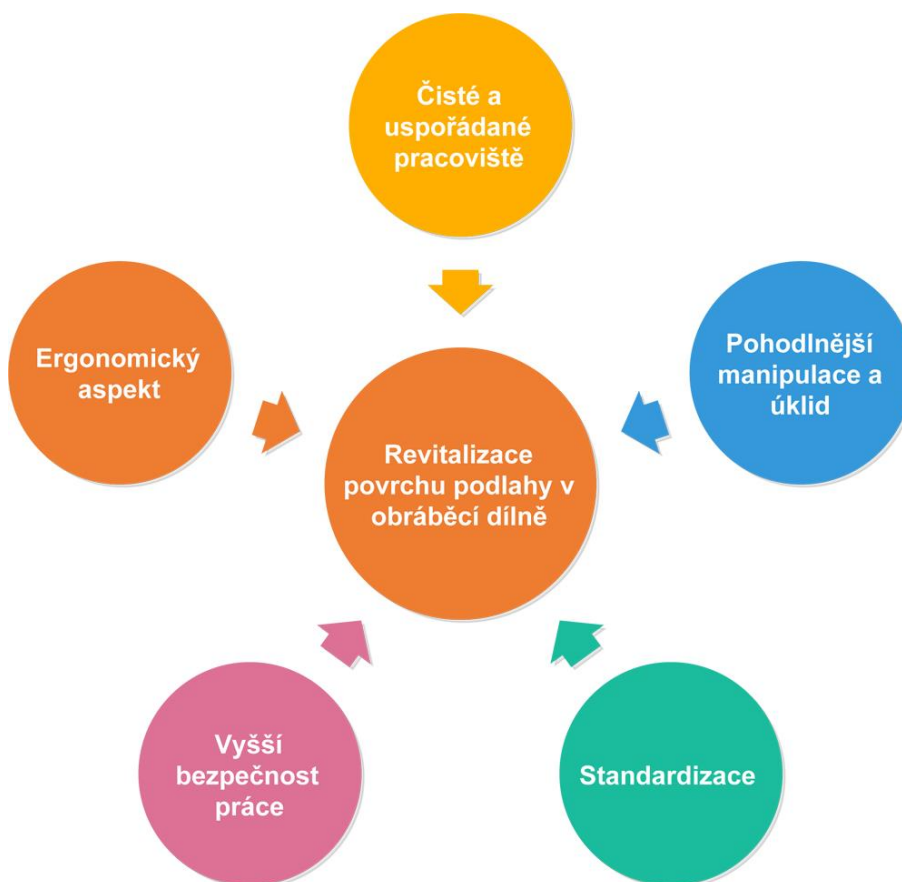 Čisté a
uspořádané
pracoviště
Ergonomický
aspekt
Pohodlnější
manipulace a
úklid
Revitalizace
povrchu podlahy v
obráběcí dílně
Vyšší
bezpečnost
práce
Standardizace